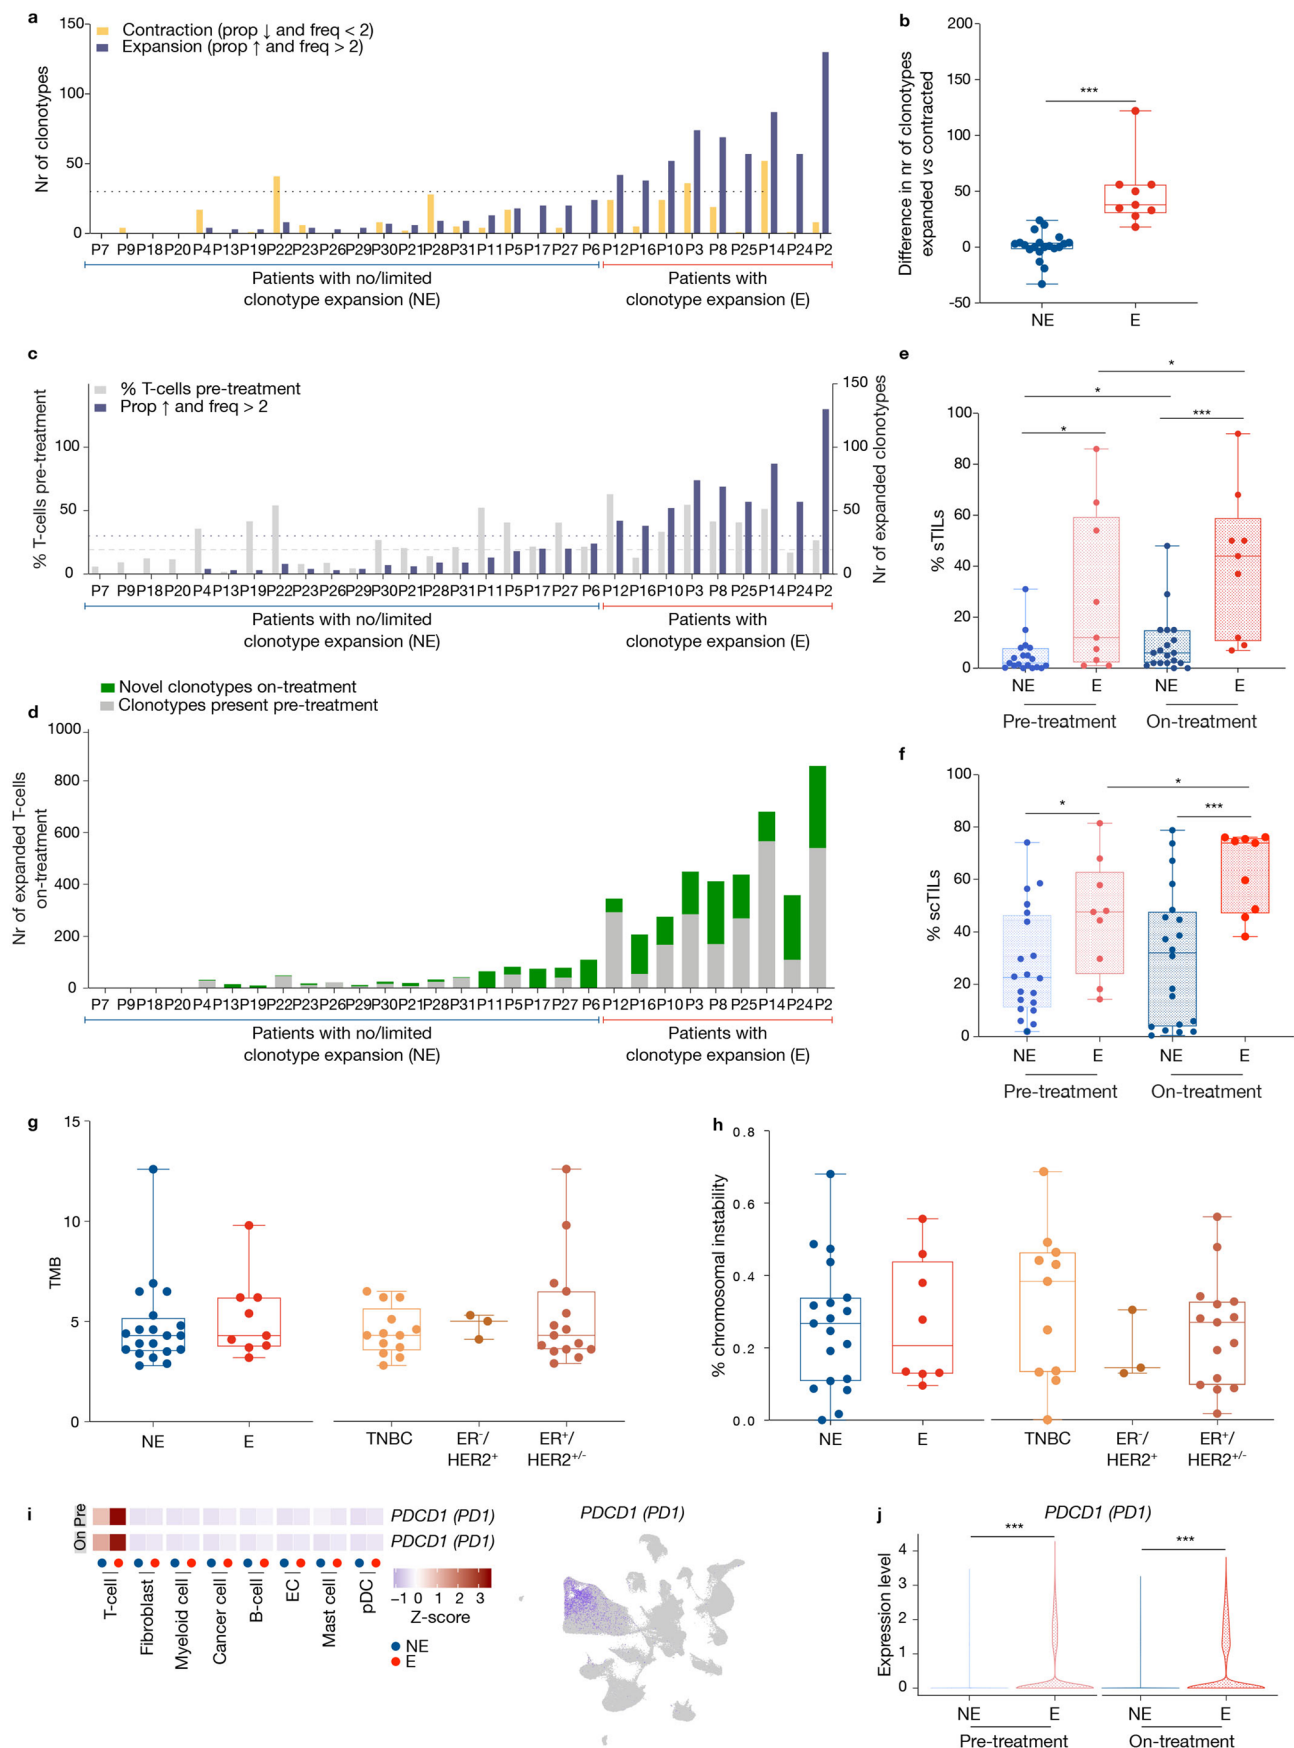 a
150
100
50
0
Nr of clonotypes
Contraction (prop ↓ and freq < 2)
Expansion (prop ↑ and freq > 2)
P7 P9 P18 P20 P4 P13 P19 P22 P23 P26 P29 P30 P21 P28 P31 P11 P5 P17 P27 P6 P12 P16 P10 P3 P8 P25 P14 P24 P2
Patients with no/limited
clonotype expansion (NE)
Patients with
clonotype expansion (E)
b
200
150
100
50
0
-50
Difference in nr of clonotypes
expanded vs contracted
***
NE E
c
% T-cells pre-treatment
Prop ↑ and freq > 2
100
50
0
% T-cells pre-treatment
150
100
50
0
Nr of expanded clonotypes
P7 P9 P18 P20 P4 P13 P19 P22 P23 P26 P29 P30 P21 P28 P31 P11 P5 P17 P27 P6 P12 P16 P10 P3 P8 P25 P14 P24 P2
Patients with no/limited
clonotype expansion (NE)
Patients with
clonotype expansion (E)
e
100
80
60
40
20
0
% sTILs
*
*
*
***
NE E NE E
Pre-treatment On-treatment
d
Novel clonotypes on-treatment
Clonotypes present pre-treatment
1000
800
600
400
200
0
Nr of expanded T-cells
on-treatment
P7 P9 P18 P20 P4 P13 P19 P22 P23 P26 P29 P30 P21 P28 P31 P11 P5 P17 P27 P6 P12 P16 P10 P3 P8 P25 P14 P24 P2
Patients with no/limited
clonotype expansion (NE)
Patients with
clonotype expansion (E)
f
100
80
60
40
20
0
% scTILs
*
*
***
NE E NE E
Pre-treatment On-treatment
g
15
10
5
0
TMB
NE E TNBC ER⁻/ ER⁺/
HER2⁺ HER2⁺/⁻
h
0.8
0.6
0.4
0.2
0.0
% chromosomal instability
NE E TNBC ER⁻/ ER⁺/
HER2⁺ HER2⁺/⁻
i
Pre
On
PDCD1 (PD1)
PDCD1 (PD1)
T-cell
Fibroblast
Myeloid cell
Cancer cell
B-cell
EC
Mast cell
pDC
−1 0 1 2 3
Z-score
NE
E
PDCD1 (PD1)
j
PDCD1 (PD1)
4
3
2
1
0
Expression level
***
***
NE E NE E
Pre-treatment On-treatment